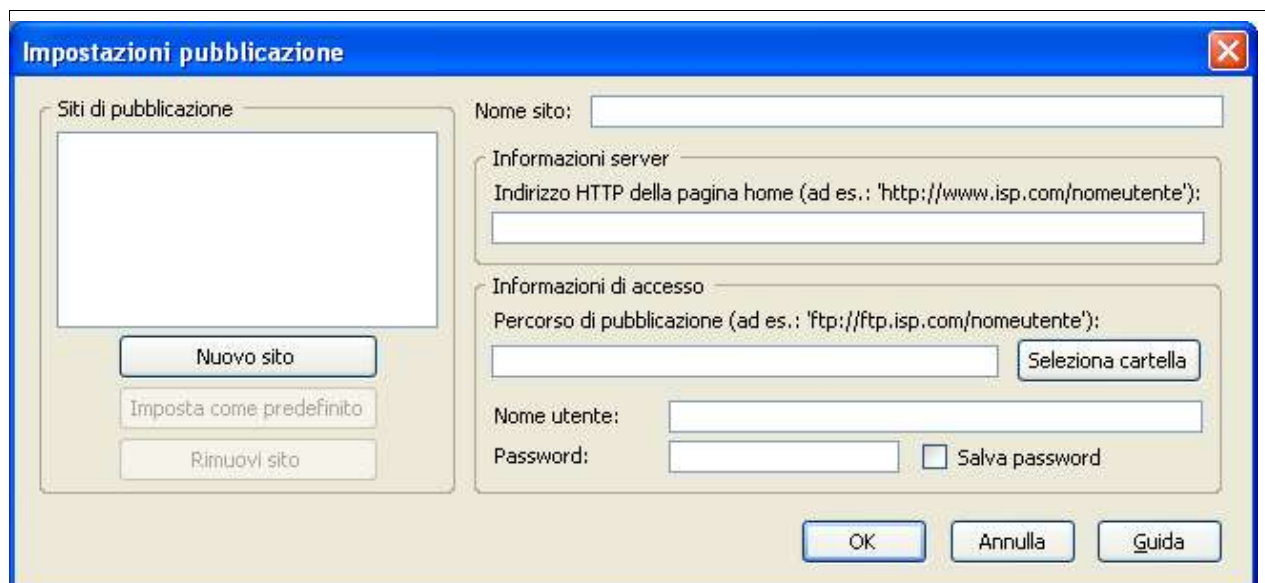 Impostazioni pubblicazione
Siti di pubblicazione
Nuovo sito
Imposta come predefinito
Rimuovi sito
Nome sito:
Informazioni server
Indirizzo HTTP della pagina home (ad es.: 'http://www.isp.com/nomeutente'):
Informazioni di accesso
Percorso di pubblicazione (ad es.: 'ftp://ftp.isp.com/nomeutente'):
Seleziona cartella
Nome utente:
Password:
Salva password
OK
Annulla
Guida